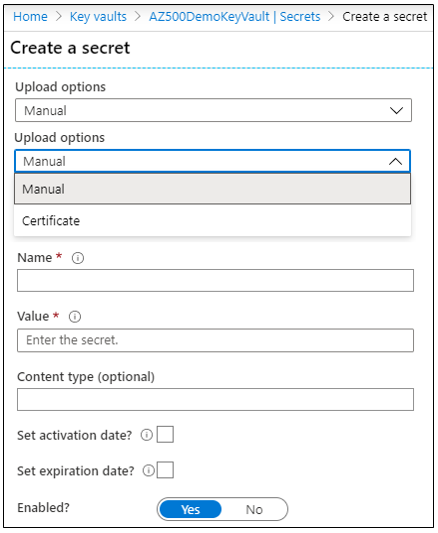 Home > Key vaults > AZ500DemoKeyVault | Secrets > Create a secret
Create a secret
Upload options
Manual
Upload options
Manual
Manual
Certificate
Name *
Value *
Enter the secret.
Content type (optional)
Set activation date?
Set expiration date?
Enabled? Yes No